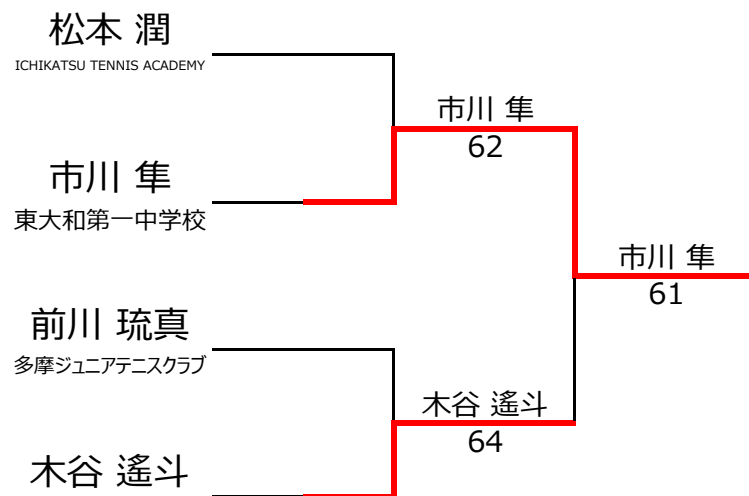 松本 潤
ICHIKATSU TENNIS ACADEMY
市川 隼
62
市川 隼
東大和第一中学校
市川 隼
61
前川 琉真
多摩ジュニアテニスクラブ
木谷 遙斗
64
木谷 遙斗